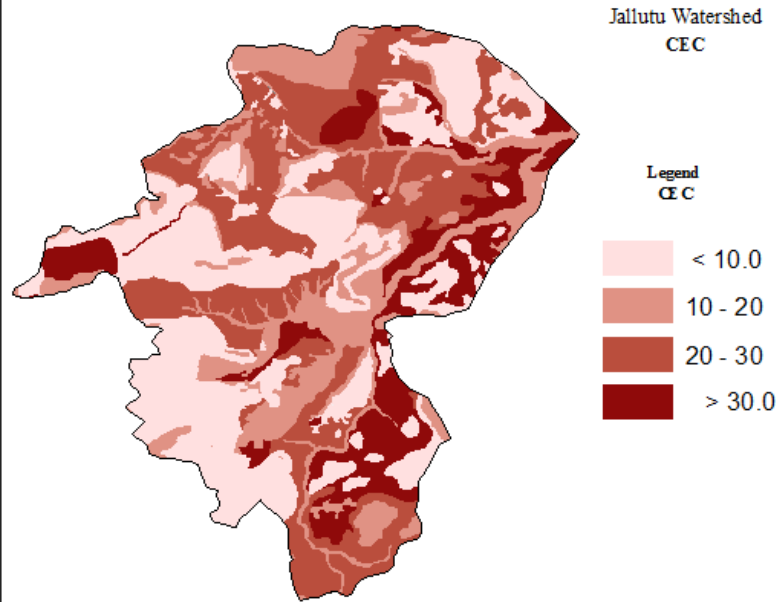 Jallutu Watershed
CEC
Legend
CEC
< 10.0
10 - 20
20 - 30
> 30.0